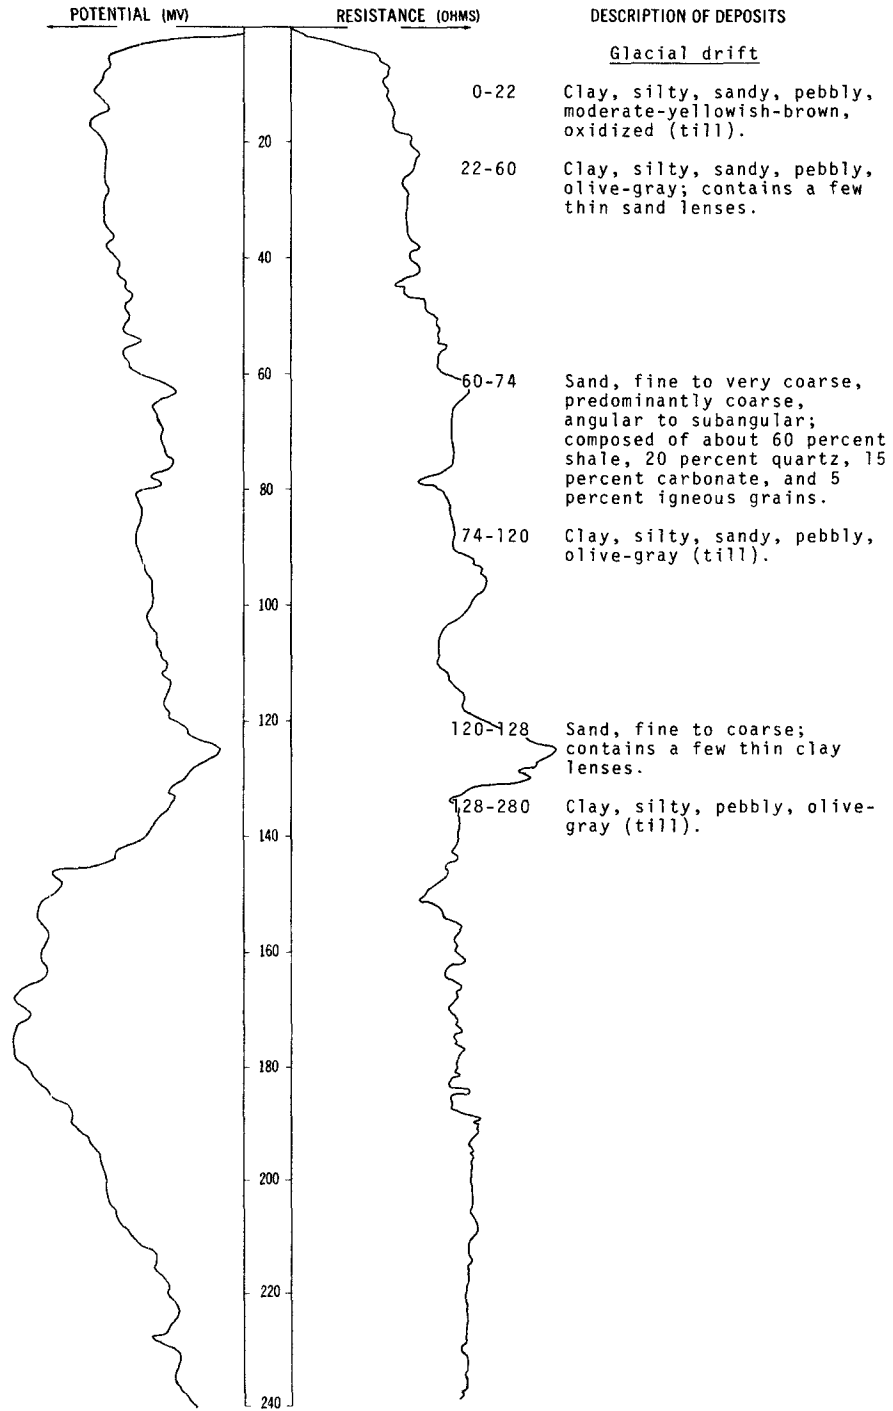 POTENTIAL (MV)
RESISTANCE (OHMS)
DESCRIPTION OF DEPOSITS
Glacial drift
0-22 Clay, silty, sandy, pebbly,
moderate-yellowish-brown,
oxidized (till).
20
22-60 Clay, silty, sandy, pebbly,
olive-gray; contains a few
thin sand lenses.
40
60
60-74 Sand, fine to very coarse,
predominantly coarse,
angular to subangular;
composed of about 60 percent
shale, 20 percent quartz, 15
percent carbonate, and 5
percent igneous grains.
80
74-120 Clay, silty, sandy, pebbly,
olive-gray (till).
100
120
120-128 Sand, fine to coarse;
contains a few thin clay
lenses.
128-280 Clay, silty, pebbly, olive-
gray (till).
140
160
180
200
220
240